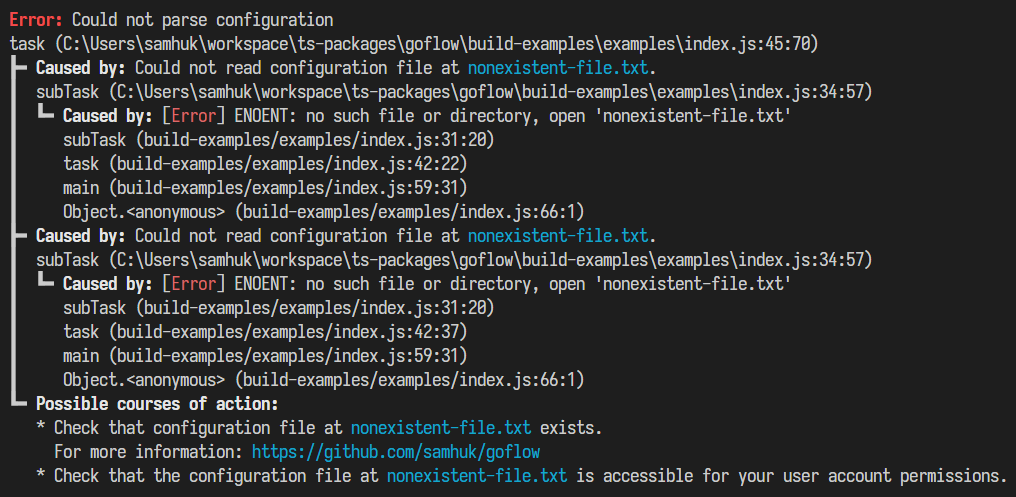 Error: Could not parse configuration
task (C:\Users\samhuk\workspace\ts-packages\goflow\build-examples\examples\index.js:45:70)
Caused by: Could not read configuration file at nonexistent-file.txt.
subTask (C:\Users\samhuk\workspace\ts-packages\goflow\build-examples\examples\index.js:34:57)
Caused by: [Error] ENOENT: no such file or directory, open 'nonexistent-file.txt'
subTask (build-examples/examples/index.js:31:20)
task (build-examples/examples/index.js:42:22)
main (build-examples/examples/index.js:59:31)
Object.<anonymous> (build-examples/examples/index.js:66:1)
Caused by: Could not read configuration file at nonexistent-file.txt.
subTask (C:\Users\samhuk\workspace\ts-packages\goflow\build-examples\examples\index.js:34:57)
Caused by: [Error] ENOENT: no such file or directory, open 'nonexistent-file.txt'
subTask (build-examples/examples/index.js:31:20)
task (build-examples/examples/index.js:42:37)
main (build-examples/examples/index.js:59:31)
Object.<anonymous> (build-examples/examples/index.js:66:1)
Possible courses of action:
* Check that configuration file at nonexistent-file.txt exists.
For more information: https://github.com/samhuk/goflow
* Check that the configuration file at nonexistent-file.txt is accessible for your user account permissions.